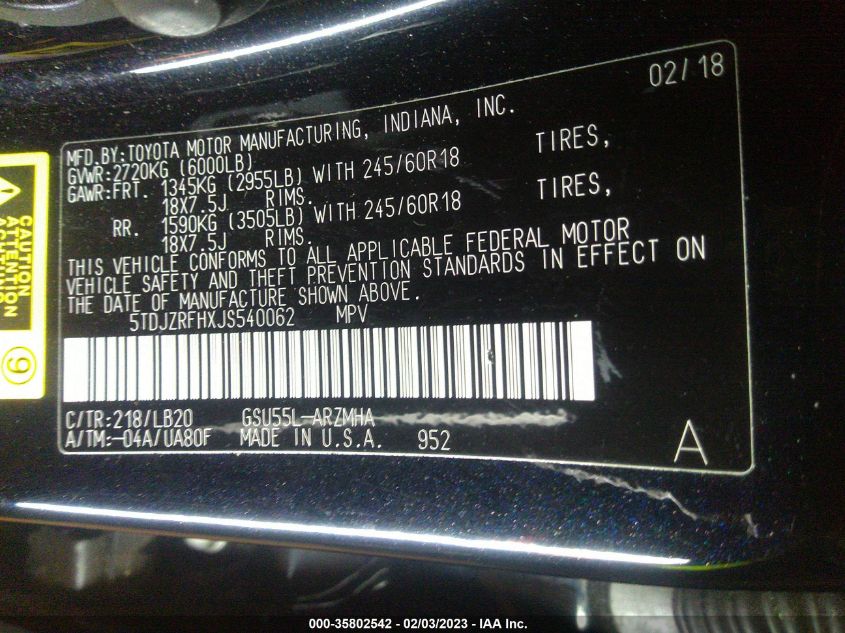 02/18
MFD.BY:TOYOTA MOTOR MANUFACTURING, INDIANA, INC.
GVWR:2720KG (6000LB)
GAWR:FRT. 1345KG (2955LB) WITH 245/60R18 TIRES,
18X7.5J RIMS.
RR. 1590KG (3505LB) WITH 245/60R18 TIRES,
18X7.5J RIMS.
THIS VEHICLE CONFORMS TO ALL APPLICABLE FEDERAL MOTOR
VEHICLE SAFETY AND THEFT PREVENTION STANDARDS IN EFFECT ON
THE DATE OF MANUFACTURE SHOWN ABOVE.
5TDJZRFHXJS540062 MPV
C/TR:218/LB20 GSU55L-ARZMHA
A/TM:-04A/UA80F MADE IN U.S.A. 952
A
CAUTION
ATTENTION
9
000-35802542 - 02/03/2023 - IAA Inc.